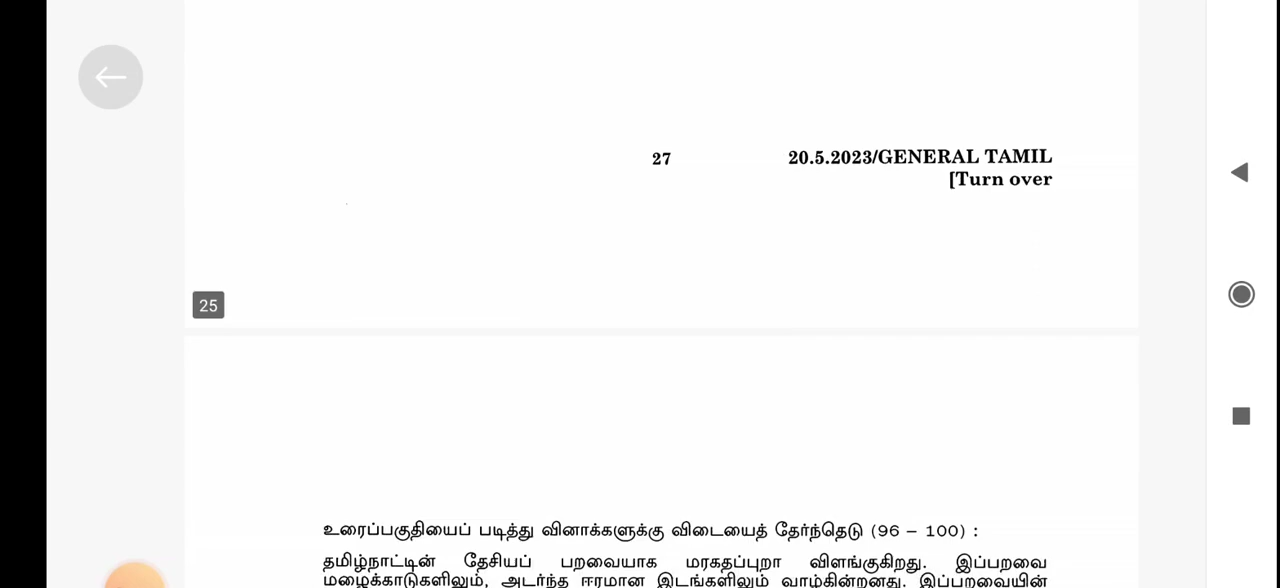 27 20.5.2023/GENERAL TAMIL
[Turn over
25
உரைப்பகுதியைப் படித்து வினாக்களுக்கு விடையைத் தேர்ந்தெடு (96 – 100) :
தமிழ்நாட்டின் தேசியப் பறவையாக மரகதப்புறா விளங்குகிறது. இப்பறவை
மழைக்காடுகளிலும், அடர்ந்த ஈரமான இடங்களிலும் வாழ்கின்றனது. இப்பறவையின்